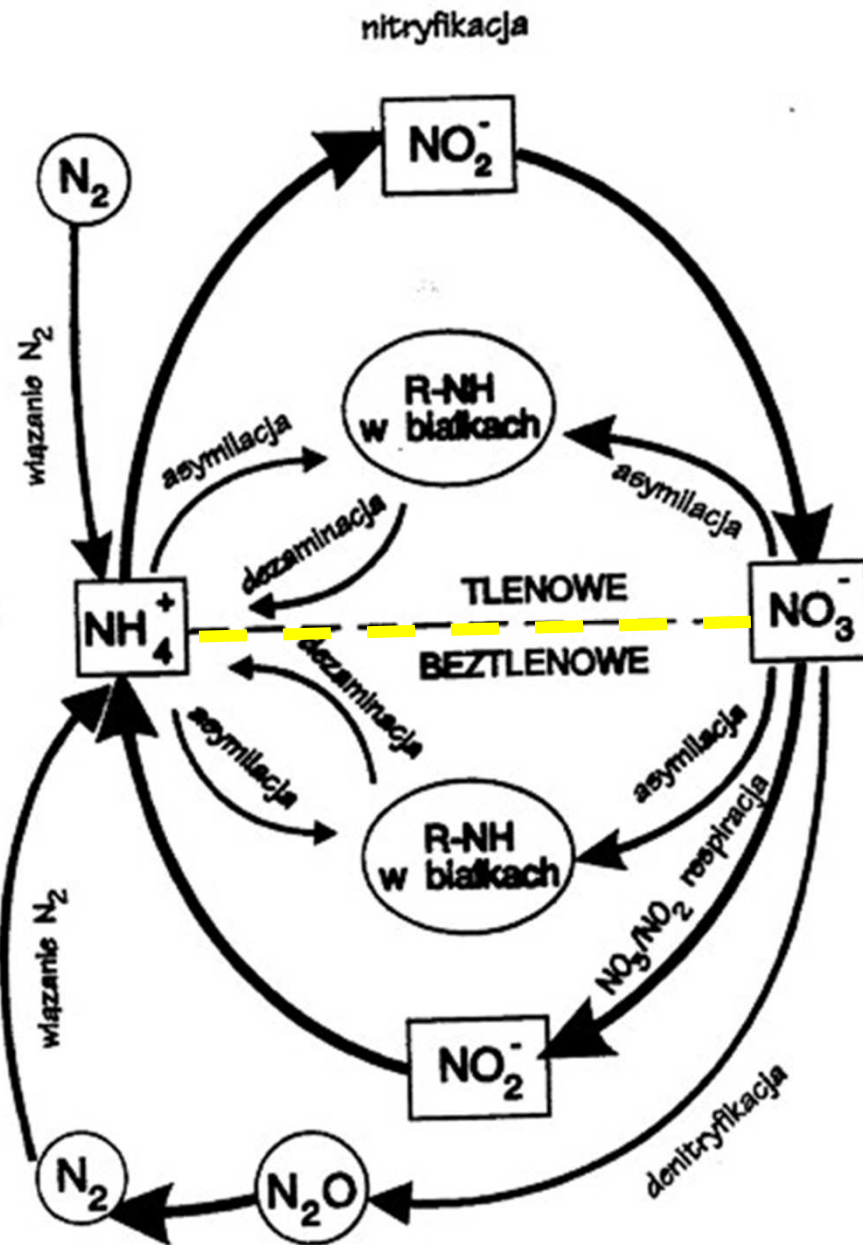 nitryfikacja
NO₂⁻
N₂
wiązanie N₂
R-NH
w białkach
asymilacja
asymilacja
dezaminacja
TLENOWE
NH₄⁺
NO₃⁻
BEZTLENOWE
dezaminacja
asymilacja
asymilacja
R-NH
w białkach
NO₃/NO₂ respiracja
wiązanie N₂
NO₂⁻
denitryfikacja
N₂
N₂O